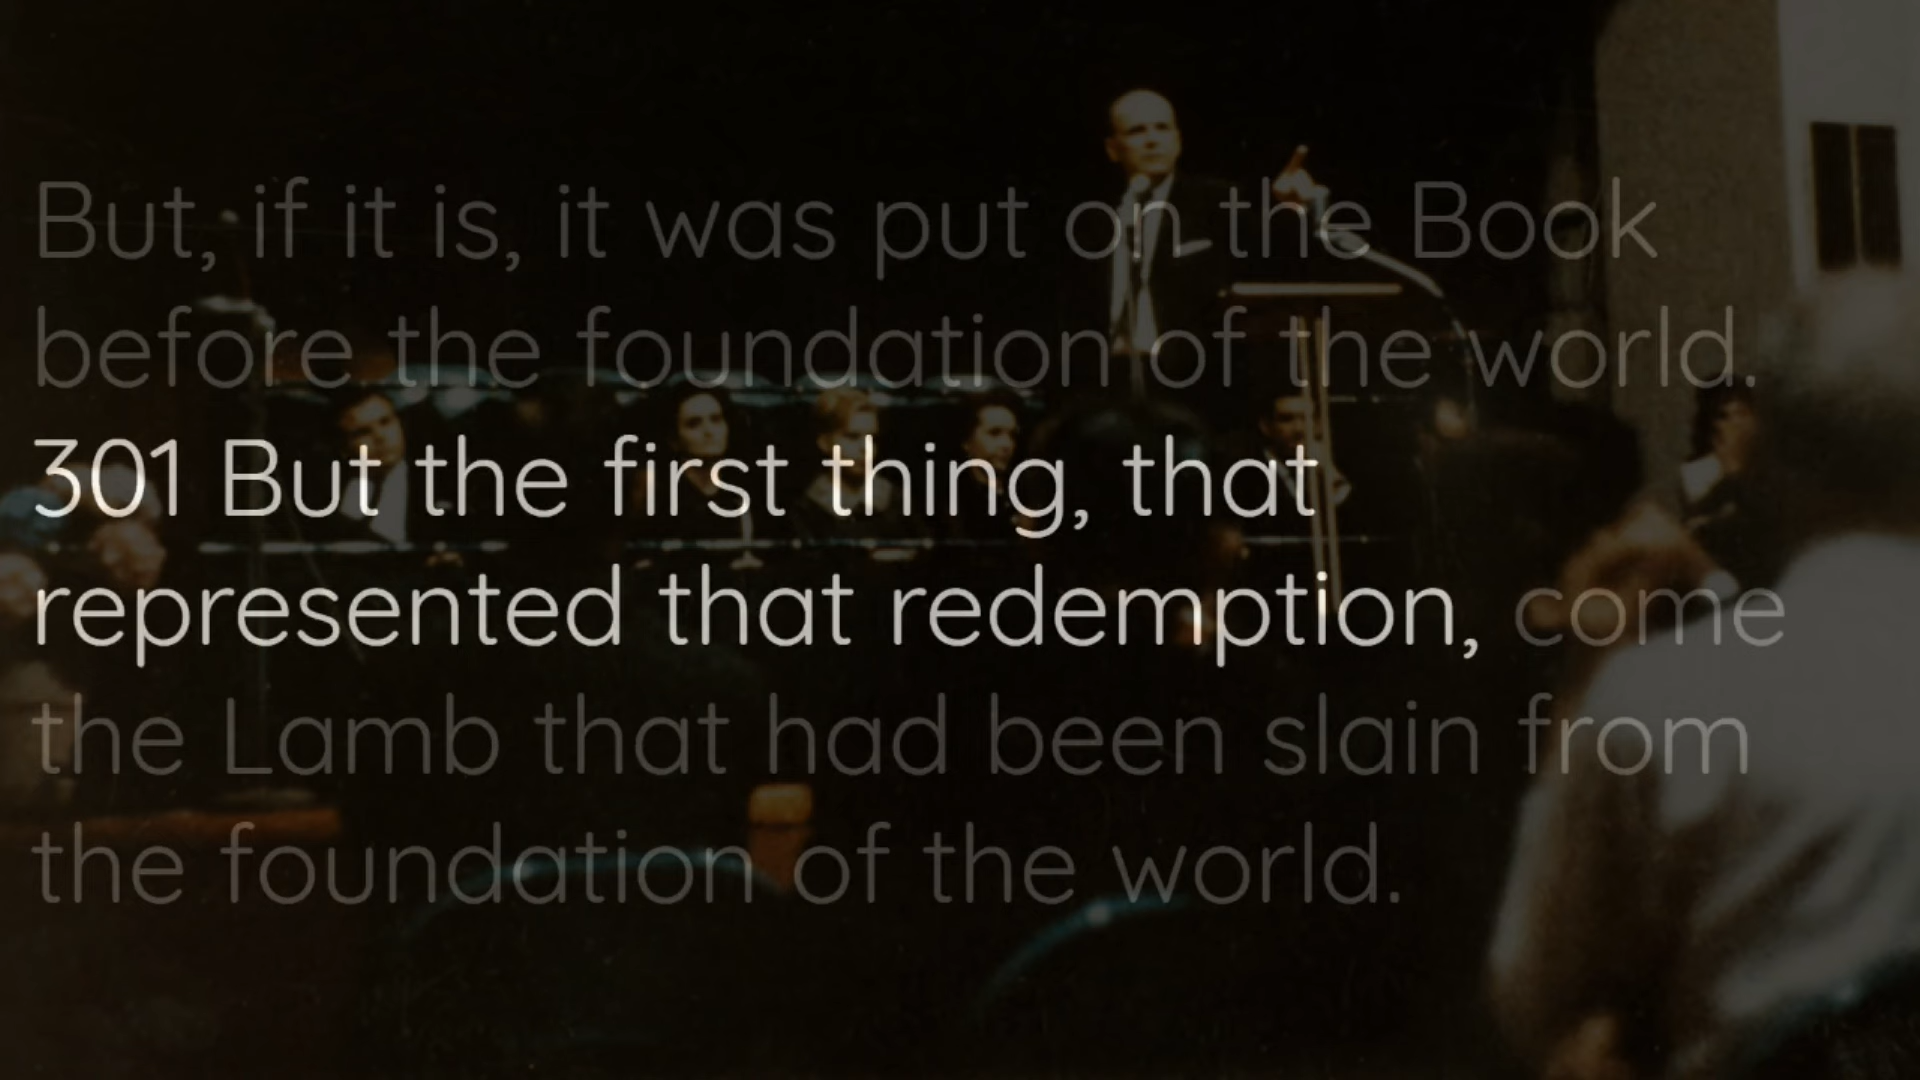 But, if it is, it was put on the Book
before the foundation of the world.
301 But the first thing, that
represented that redemption, come
the Lamb that had been slain from
the foundation of the world.